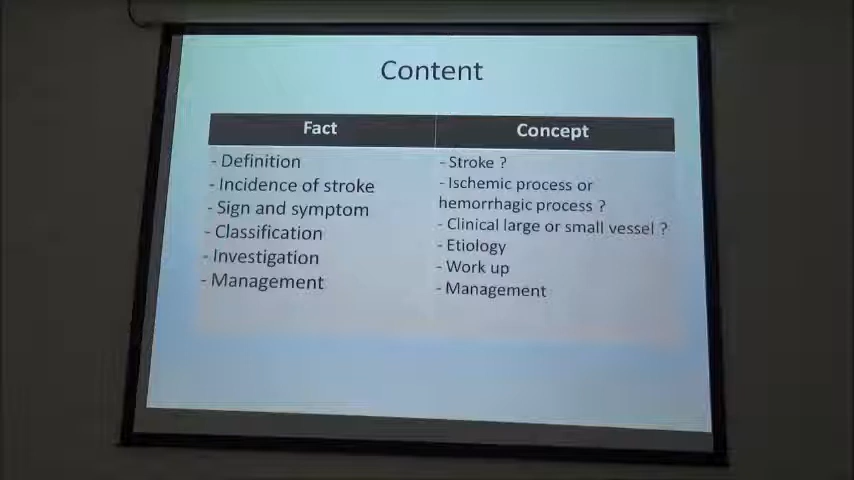 Content
Fact
Concept
- Definition
- Incidence of stroke
- Sign and symptom
- Classification
- Investigation
- Management
- Stroke ?
- Ischemic process or
hemorrhagic process ?
- Clinical large or small vessel ?
- Etiology
- Work up
- Management